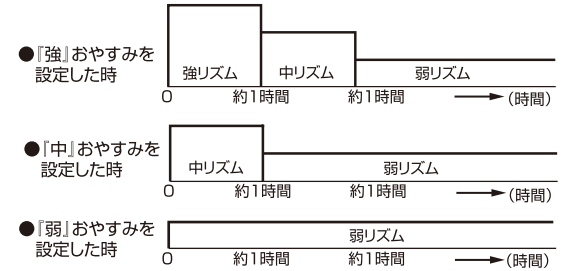 ●『強』おやすみを
設定した時
強リズム 中リズム 弱リズム
0 約1時間 約1時間 (時間)
●『中』おやすみを
設定した時
中リズム 弱リズム
0 約1時間 約1時間 (時間)
●『弱』おやすみを
設定した時
弱リズム
0 約1時間 約1時間 (時間)